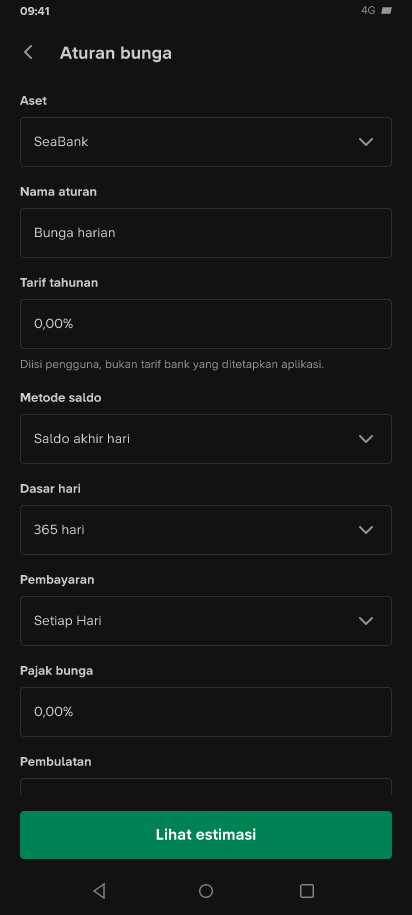 09:41
4G
Aturan bunga
Aset
SeaBank
Nama aturan
Bunga harian
Tarif tahunan
0,00%
Diisi pengguna, bukan tarif bank yang ditetapkan aplikasi.
Metode saldo
Saldo akhir hari
Dasar hari
365 hari
Pembayaran
Setiap Hari
Pajak bunga
0,00%
Pembulatan
Lihat estimasi